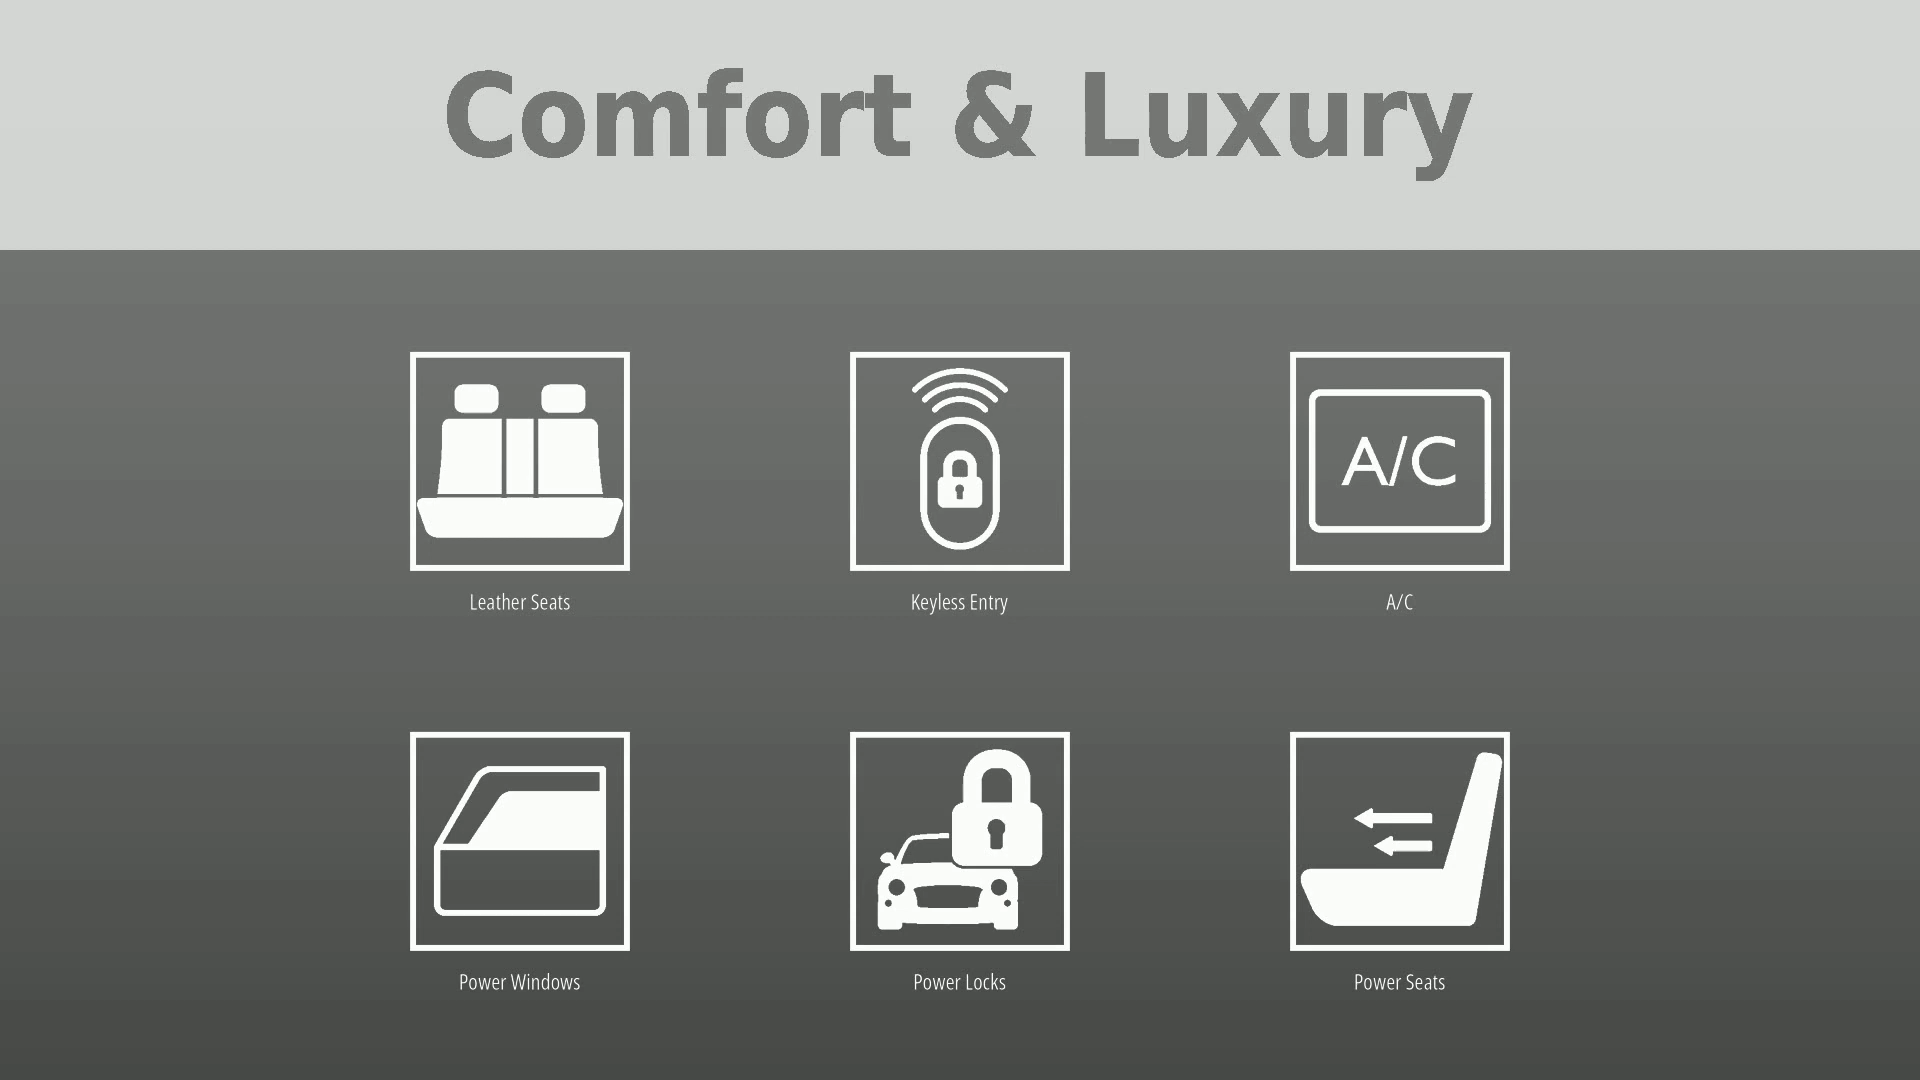 Comfort & Luxury
A/C
Leather Seats
Keyless Entry
A/C
Power Windows
Power Locks
Power Seats